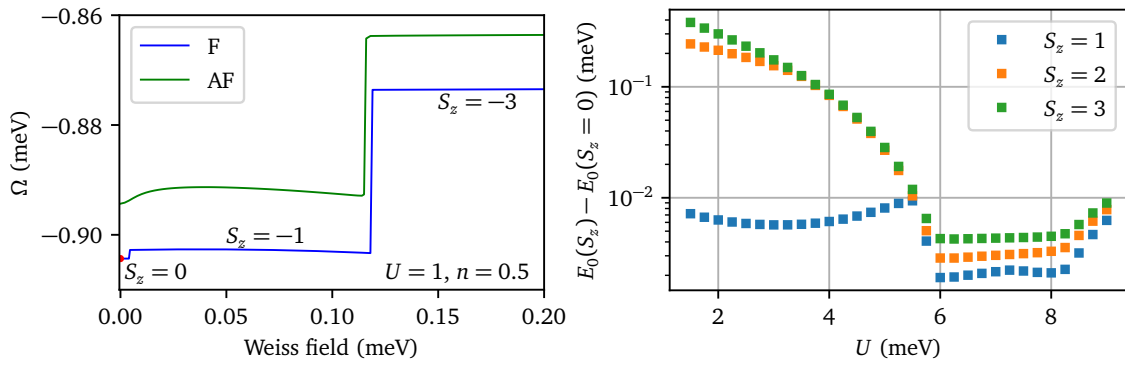 Ω (meV)
−0.86
−0.88
−0.90
F
AF
S_z = −3
S_z = −1
S_z = 0
U = 1, n = 0.5
0.00 0.05 0.10 0.15 0.20
Weiss field (meV)
E_0(S_z) − E_0(S_z = 0) (meV)
10^{−1}
10^{−2}
S_z = 1
S_z = 2
S_z = 3
2 4 6 8
U (meV)